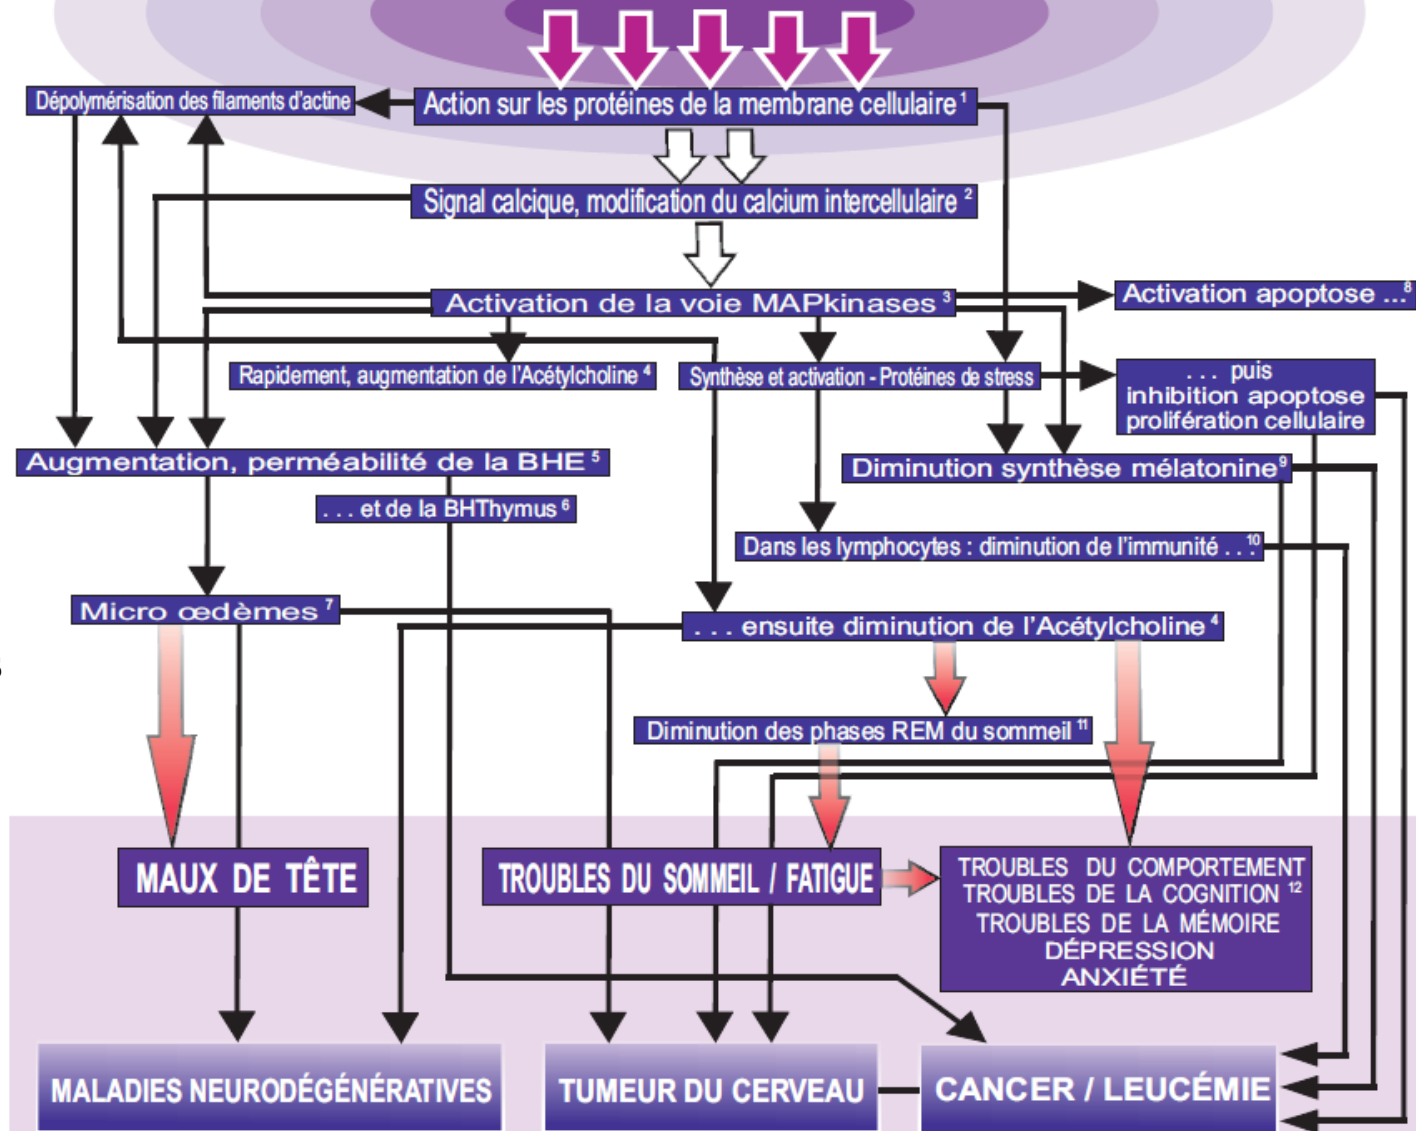 Dépolymérisation des filaments d'actine
Action sur les protéines de la membrane cellulaire 1
Signal calcique, modification du calcium intercellulaire 2
Activation de la voie MAPkinases 3
Activation apoptose ... 8
Rapidement, augmentation de l'Acétylcholine 4
Synthèse et activation - Protéines de stress
. . . puis
inhibition apoptose
prolifération cellulaire
Augmentation, perméabilité de la BHE 5
Diminution synthèse mélatonine 9
. . . et de la BHThymus 6
Dans les lymphocytes : diminution de l'immunité . . . 10
Micro œdèmes 7
. . . ensuite diminution de l'Acétylcholine 4
Diminution des phases REM du sommeil 11
MAUX DE TÊTE
TROUBLES DU SOMMEIL / FATIGUE
TROUBLES DU COMPORTEMENT
TROUBLES DE LA COGNITION 12
TROUBLES DE LA MÉMOIRE
DÉPRESSION
ANXIÉTÉ
MALADIES NEURODÉGÉNÉRATIVES
TUMEUR DU CERVEAU
CANCER / LEUCÉMIE